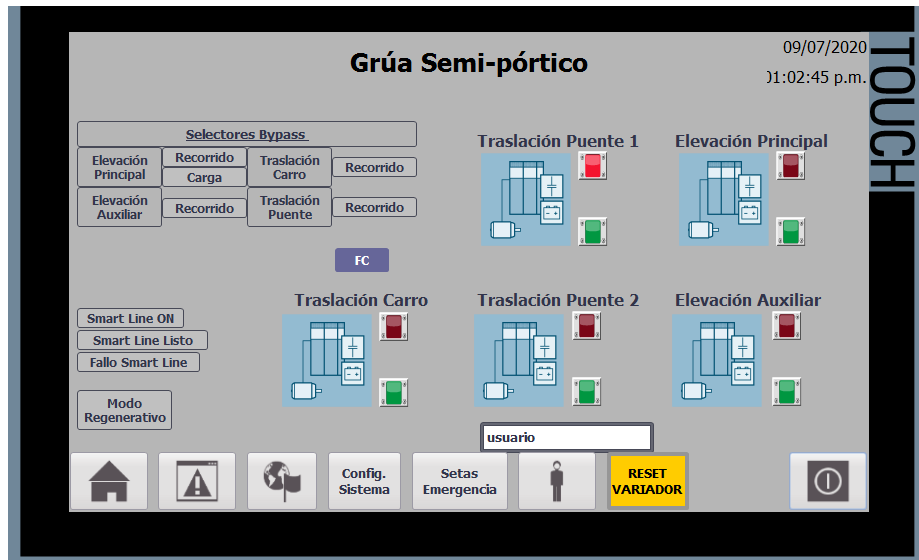 Grúa Semi-pórtico
09/07/2020
01:02:45 p.m.
TOUCH
Selectores Bypass
Elevación
Principal
Recorrido
Carga
Traslación
Carro
Recorrido
Elevación
Auxiliar
Recorrido
Traslación
Puente
Recorrido
FC
Traslación Puente 1
Elevación Principal
Smart Line ON
Smart Line Listo
Fallo Smart Line
Modo
Regenerativo
Traslación Carro
Traslación Puente 2
Elevación Auxiliar
usuario
Config.
Sistema
Setas
Emergencia
RESET
VARIADOR